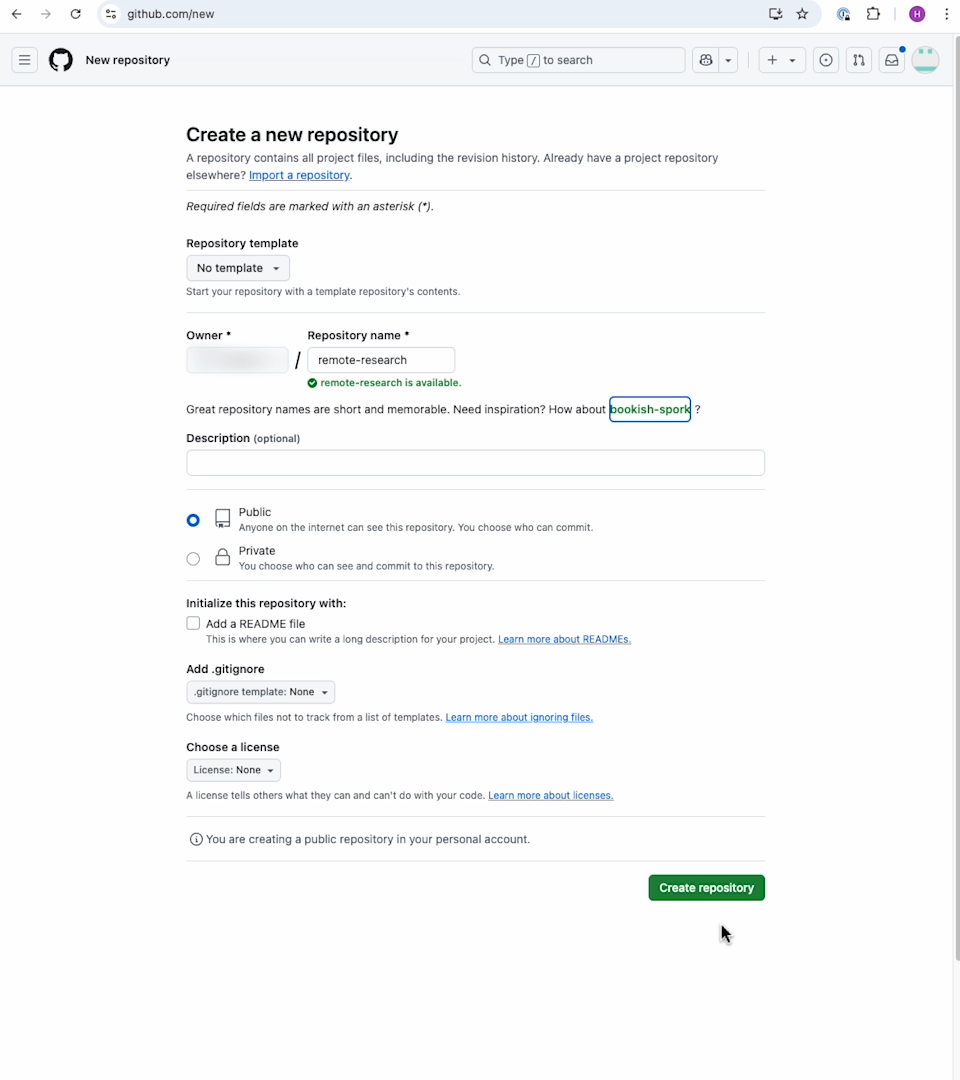 github.com/new
H
New repository
Type / to search
Create a new repository
A repository contains all project files, including the revision history. Already have a project repository
elsewhere? Import a repository.
Required fields are marked with an asterisk (*).
Repository template
No template
Start your repository with a template repository's contents.
Owner *
Repository name *
/
remote-research
remote-research is available.
Great repository names are short and memorable. Need inspiration? How about bookish-spork ?
Description (optional)
Public
Anyone on the internet can see this repository. You choose who can commit.
Private
You choose who can see and commit to this repository.
Initialize this repository with:
Add a README file
This is where you can write a long description for your project. Learn more about READMEs.
Add .gitignore
.gitignore template: None
Choose which files not to track from a list of templates. Learn more about ignoring files.
Choose a license
License: None
A license tells others what they can and can't do with your code. Learn more about licenses.
You are creating a public repository in your personal account.
Create repository